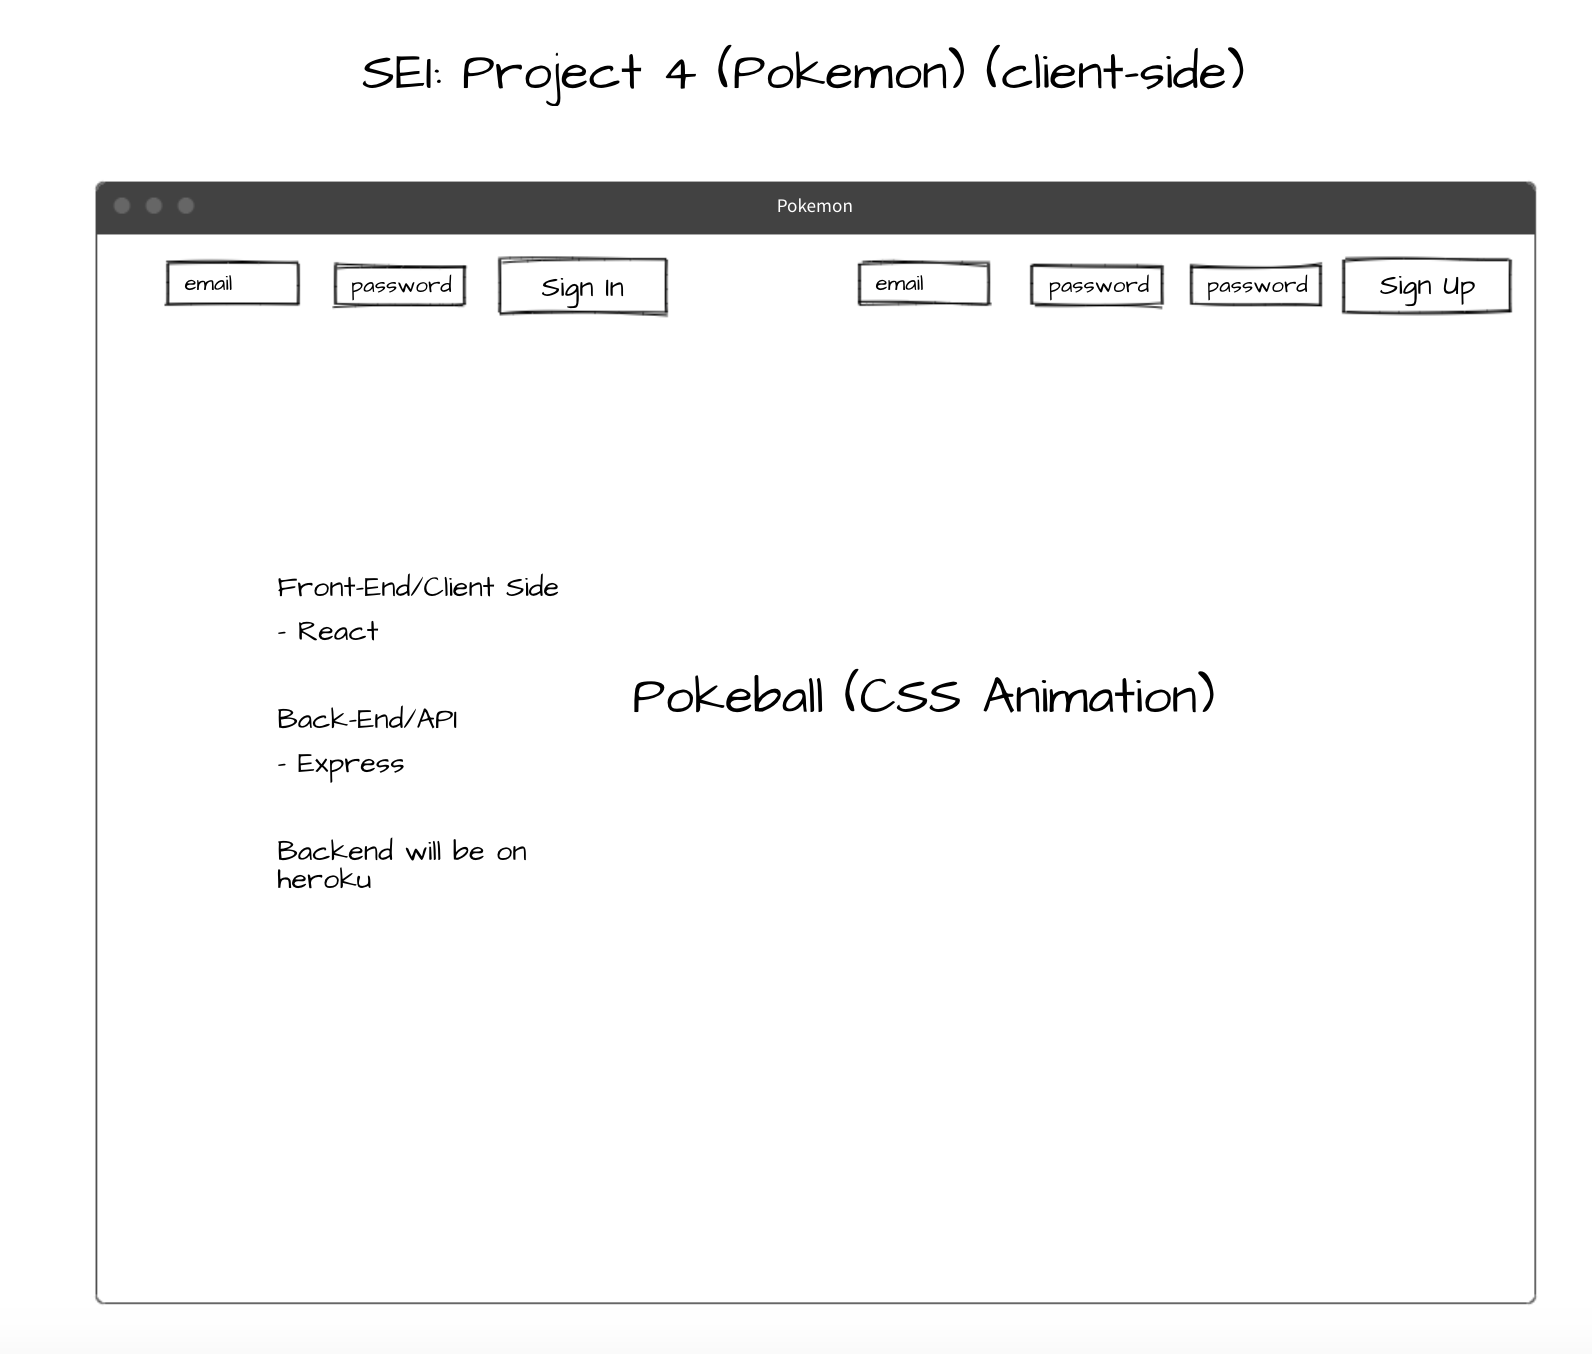 SEI: Project 4 (Pokemon) (client-side)
Pokemon
email password Sign In email password password Sign Up
Front-End/Client Side
- React
Pokeball (CSS Animation)
Back-End/API
- Express
Backend will be on
heroku